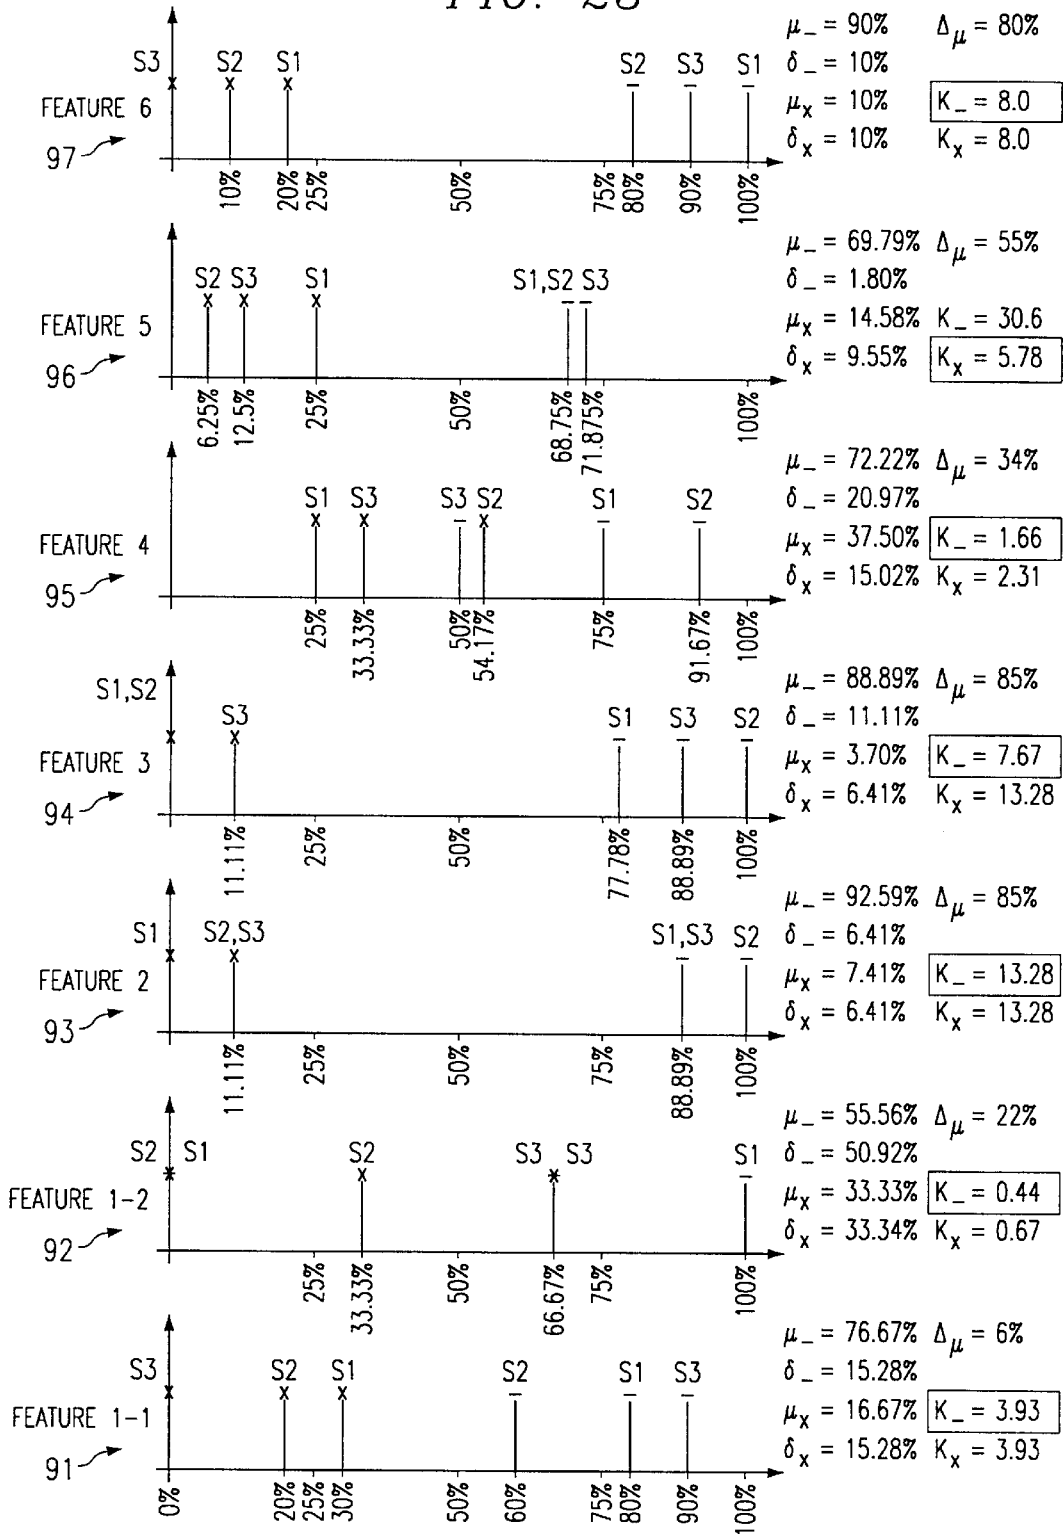 FIG. 28
μ_ = 90% Δμ = 80%
S3 S2 S1 S2 S3 S1
δ_ = 10%
FEATURE 6
μx = 10% K_ = 8.0
97
δx = 10% Kx = 8.0
10% 20% 25% 50% 75% 80% 90% 100%
μ_ = 69.79% Δμ = 55%
S2 S3 S1 S1,S2 S3
δ_ = 1.80%
FEATURE 5
μx = 14.58% K_ = 30.6
96
δx = 9.55% Kx = 5.78
6.25% 12.5% 25% 50% 68.75% 71.875% 100%
μ_ = 72.22% Δμ = 34%
S1 S3 S3 S2 S1 S2
δ_ = 20.97%
FEATURE 4
μx = 37.50% K_ = 1.66
95
δx = 15.02% Kx = 2.31
25% 33.33% 50% 54.17% 75% 91.67% 100%
μ_ = 88.89% Δμ = 85%
S1,S2 S3 S1 S3 S2
δ_ = 11.11%
FEATURE 3
μx = 3.70% K_ = 7.67
94
δx = 6.41% Kx = 13.28
11.11% 25% 50% 77.78% 88.89% 100%
μ_ = 92.59% Δμ = 85%
S1 S2,S3 S1,S3 S2
δ_ = 6.41%
FEATURE 2
μx = 7.41% K_ = 13.28
93
δx = 6.41% Kx = 13.28
11.11% 25% 50% 75% 88.89% 100%
μ_ = 55.56% Δμ = 22%
S2 S1 S2 S3 S3 S1
δ_ = 50.92%
FEATURE 1-2
μx = 33.33% K_ = 0.44
92
δx = 33.34% Kx = 0.67
25% 33.33% 50% 66.67% 75% 100%
μ_ = 76.67% Δμ = 6%
S3 S2 S1 S2 S1 S3
δ_ = 15.28%
FEATURE 1-1
μx = 16.67% K_ = 3.93
91
δx = 15.28% Kx = 3.93
0% 20% 25% 30% 50% 60% 75% 80% 90% 100%